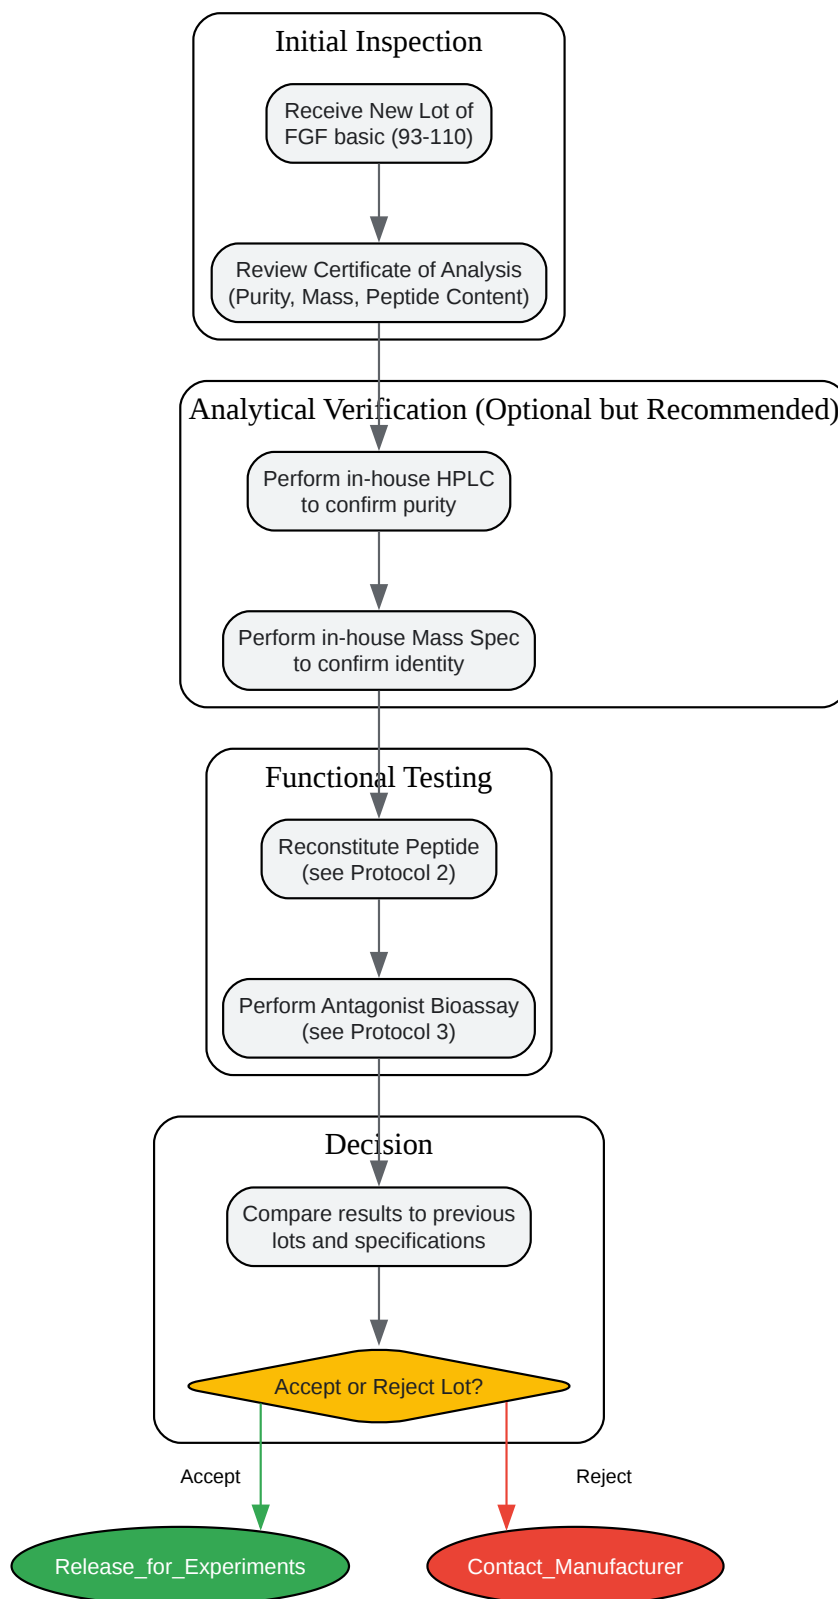 Initial Inspection
Receive New Lot of
FGF basic (93-110)
Review Certificate of Analysis
(Purity, Mass, Peptide Content)
Analytical Verification (Optional but Recommended)
Perform in-house HPLC
to confirm purity
Perform in-house Mass Spec
to confirm identity
Functional Testing
Reconstitute Peptide
(see Protocol 2)
Perform Antagonist Bioassay
(see Protocol 3)
Decision
Compare results to previous
lots and specifications
Accept or Reject Lot?
Accept
Reject
Release_for_Experiments
Contact_Manufacturer